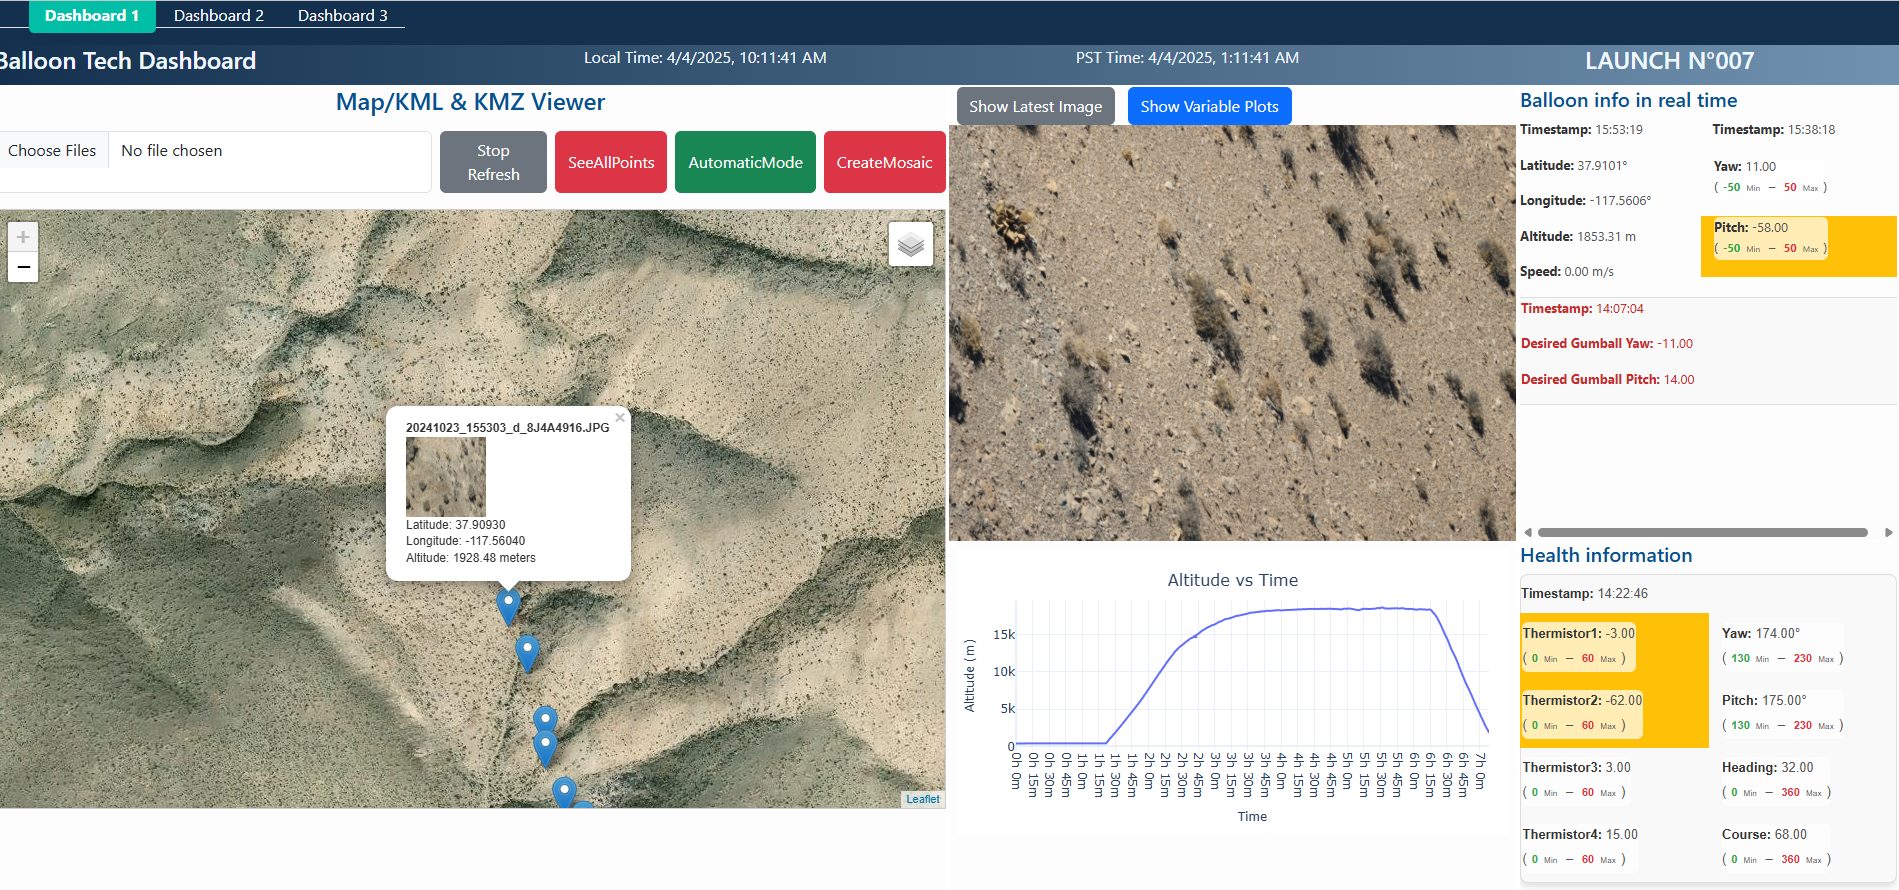 Dashboard 1
Dashboard 2
Dashboard 3
Balloon Tech Dashboard
Local Time: 4/4/2025, 10:11:41 AM
PST Time: 4/4/2025, 1:11:41 AM
LAUNCH N°007
Map/KML & KMZ Viewer
Choose Files
No file chosen
Stop
Refresh
SeeAllPoints
AutomaticMode
CreateMosaic
+
−
20241023_155303_d_8J4A4916.JPG
×
Latitude: 37.90930
Longitude: -117.56040
Altitude: 1928.48 meters
Leaflet
Show Latest Image
Show Variable Plots
Altitude vs Time
Altitude (m)
15k
10k
5k
0
0h 0m
0h 15m
0h 30m
0h 45m
1h 0m
1h 15m
1h 30m
1h 45m
2h 0m
2h 15m
2h 30m
2h 45m
3h 0m
3h 15m
3h 30m
3h 45m
4h 0m
4h 15m
4h 30m
4h 45m
5h 0m
5h 15m
5h 30m
5h 45m
6h 0m
6h 15m
6h 30m
6h 45m
7h 0m
Time
Balloon info in real time
Timestamp: 15:53:19
Latitude: 37.9101°
Longitude: -117.5606°
Altitude: 1853.31 m
Speed: 0.00 m/s
Timestamp: 15:38:18
Yaw: 11.00
( -50 Min – 50 Max )
Pitch: -58.00
( -50 Min – 50 Max )
Timestamp: 14:07:04
Desired Gumball Yaw: -11.00
Desired Gumball Pitch: 14.00
Health information
Timestamp: 14:22:46
Thermistor1: -3.00
( 0 Min – 60 Max )
Thermistor2: -62.00
( 0 Min – 60 Max )
Thermistor3: 3.00
( 0 Min – 60 Max )
Thermistor4: 15.00
( 0 Min – 60 Max )
Yaw: 174.00°
( 130 Min – 230 Max )
Pitch: 175.00°
( 130 Min – 230 Max )
Heading: 32.00
( 0 Min – 360 Max )
Course: 68.00
( 0 Min – 360 Max )